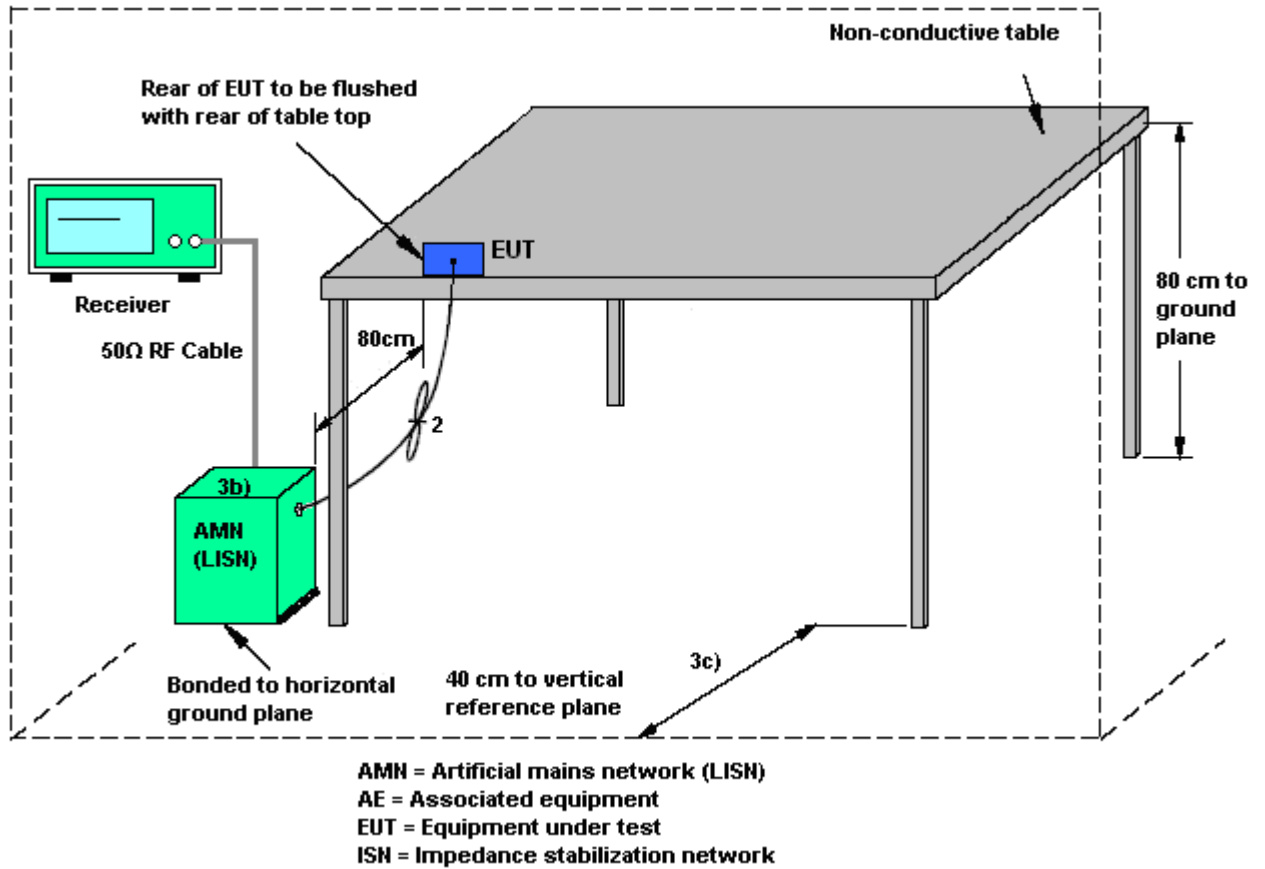 Non-conductive table
Rear of EUT to be flushed
with rear of table top
EUT
Receiver
80cm
80 cm to
ground
plane
50Ω RF Cable
2
3b)
AMN
(LISN)
3c)
Bonded to horizontal
ground plane
40 cm to vertical
reference plane
AMN = Artificial mains network (LISN)
AE = Associated equipment
EUT = Equipment under test
ISN = Impedance stabilization network